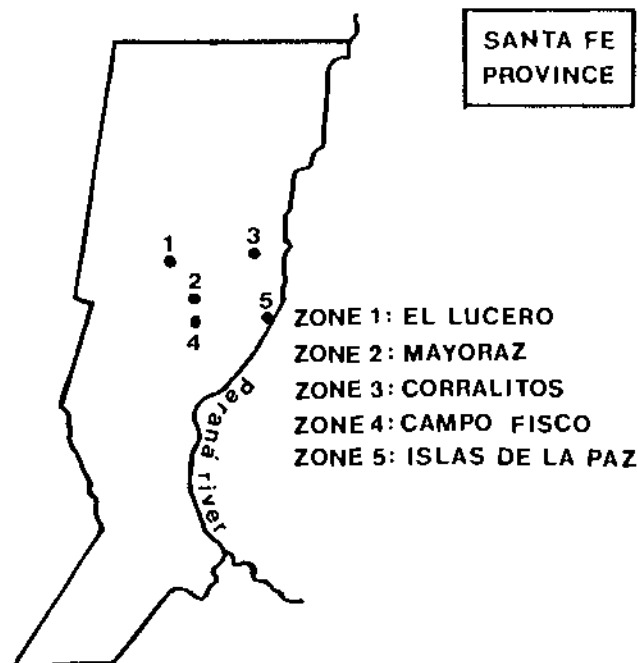 SANTA FE
PROVINCE
1
3
2
4
5
ZONE 1: EL LUCERO
ZONE 2: MAYORAZ
ZONE 3: CORRALITOS
ZONE 4: CAMPO FISCO
ZONE 5: ISLAS DE LA PAZ
Paraná river